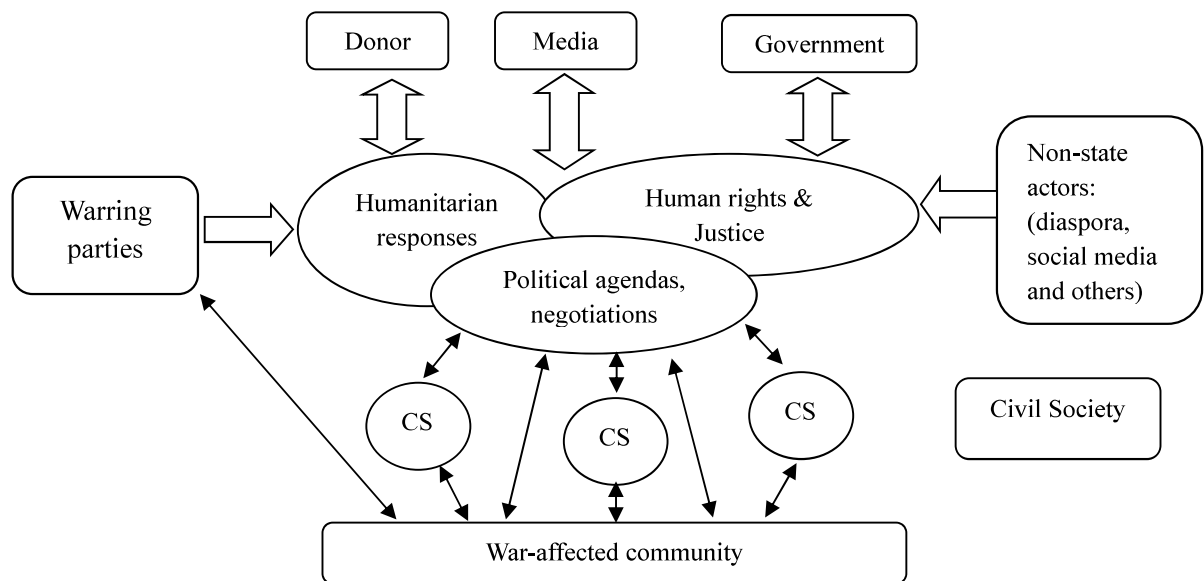 Donor
Media
Government
Warring
parties
Humanitarian
responses
Human rights &
Justice
Non-state
actors:
(diaspora,
social media
and others)
Political agendas,
negotiations
CS
CS
CS
Civil Society
War-affected community